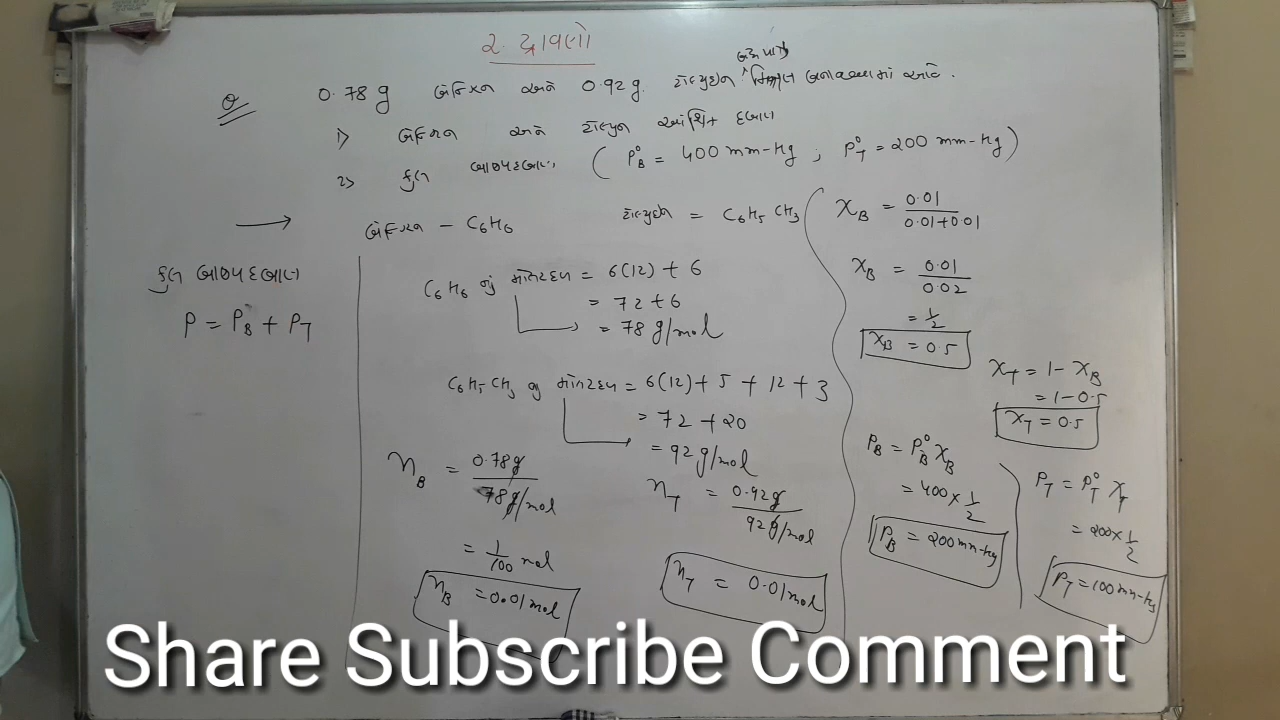 ૨. દ્રાવણો
Q 0.78 g બેન્ઝિન અને 0.92 g. ટોલ્યુઇન બનાવવામાં આવે.
1) બેન્ઝિન અને આંશિક દબાણ
2) કુલ બાષ્પદબાણ (P°B = 400 mm-Hg ; P°T = 200 mm-Hg)
→ બેન્ઝિન - C6H6 ટોલ્યુઇન = C6H5CH3
કુલ બાષ્પદબાણ
P = PB + PT
C6H6 નું મોલરદળ = 6(12) + 6
= 72 + 6
= 78 g/mol
C6H5CH3 નું મોલરદળ = 6(12) + 5 + 12 + 3
= 72 + 20
= 92 g/mol
nB = 0.78g / 78g/mol
= 1/100 mol
nB = 0.01 mol
nT = 0.92g / 92g/mol
nT = 0.01 mol
XB = 0.01 / 0.01+0.01
XB = 0.01 / 0.02
= 1/2
XB = 0.5
XT = 1 - XB
= 1 - 0.5
XT = 0.5
PB = P°B XB
= 400 x 1/2
PB = 200 mm-Hg
PT = P°T XT
= 200 x 1/2
PT = 100 mm-Hg
Share Subscribe Comment